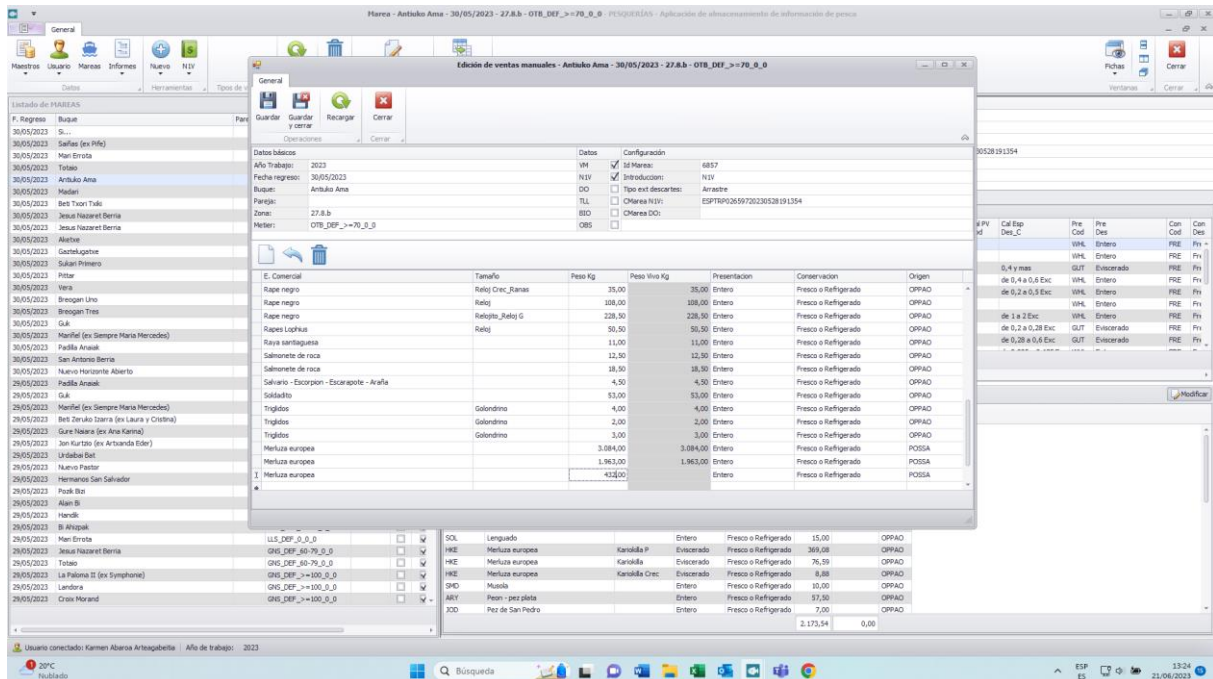 Marea - Antiuko Ama - 30/05/2023 - 27.8.b - OTB_DEF_>=70_0_0 - PESQUERÍAS - Aplicación de almacenamiento de información de pesca
General
Maestros Usuario Mareas Informes Nuevo N1V Fichas Cerrar
Datos Herramientas Tipos de Ventanas Cerrar
Listado de MAREAS
F. Regreso Buque Pare
30/05/2023 Si...
30/05/2023 Saiñas (ex Pife)
30/05/2023 Mari Errota
30/05/2023 Totaio
30/05/2023 Antiuko Ama
30/05/2023 Madari
30/05/2023 Beti Txori Txiki
30/05/2023 Jesus Nazaret Berria
30/05/2023 Jesus Nazaret Berria
30/05/2023 Aketxe
30/05/2023 Gaztelugatxe
30/05/2023 Sukari Primero
30/05/2023 Pittar
30/05/2023 Vera
30/05/2023 Breogan Uno
30/05/2023 Breogan Tres
30/05/2023 Guk
30/05/2023 Mariñel (ex Siempre Maria Mercedes)
30/05/2023 Padilla Anaiak
30/05/2023 San Antonio Berria
30/05/2023 Nuevo Horizonte Abierto
29/05/2023 Padilla Anaiak
29/05/2023 Guk
29/05/2023 Mariñel (ex Siempre Maria Mercedes)
29/05/2023 Beti Zeruko Izarra (ex Laura y Cristina)
29/05/2023 Gure Naiara (ex Ana Karina)
29/05/2023 Jon Kurtzio (ex Artxanda Eder)
29/05/2023 Urdaibai Bat
29/05/2023 Nuevo Pastor
29/05/2023 Hermanos San Salvador
29/05/2023 Pozik Bizi
29/05/2023 Alain Bi
29/05/2023 Handik
29/05/2023 Bi Ahizpak
29/05/2023 Mari Errota LLS_DEF_0_0_0
29/05/2023 Jesus Nazaret Berria GNS_DEF_60-79_0_0
29/05/2023 Totaio GNS_DEF_60-79_0_0
29/05/2023 La Paloma II (ex Symphonie) GNS_DEF_>=100_0_0
29/05/2023 Landora GNS_DEF_>=100_0_0
29/05/2023 Croix Morand GNS_DEF_>=100_0_0
Edición de ventas manuales - Antiuko Ama - 30/05/2023 - 27.8.b - OTB_DEF_>=70_0_0
General
Guardar Guardar y cerrar Recargar Cerrar
Operaciones Cerrar
Datos básicos Datos Configuración
Año Trabajo: 2023 VM Id Marea: 6857
Fecha regreso: 30/05/2023 N1V Introduccion: N1V
Buque: Antiuko Ama DO Tipo ext descartes: Arrastre
Pareja: TLL CMarea N1V: ESPTRP02659720230528191354
Zona: 27.8.b BIO CMarea DO:
Metier: OTB_DEF_>=70_0_0 OBS
E. Comercial Tamaño Peso Kg Peso Vivo Kg Presentacion Conservacion Origen
Rape negro Reloj Crec_Ranas 35,00 35,00 Entero Fresco o Refrigerado OPPAO
Rape negro Reloj 108,00 108,00 Entero Fresco o Refrigerado OPPAO
Rape negro Relojito_Reloj G 228,50 228,50 Entero Fresco o Refrigerado OPPAO
Rapes Lophius Reloj 50,50 50,50 Entero Fresco o Refrigerado OPPAO
Raya santiaguesa 11,00 11,00 Entero Fresco o Refrigerado OPPAO
Salmonete de roca 12,50 12,50 Entero Fresco o Refrigerado OPPAO
Salmonete de roca 18,50 18,50 Entero Fresco o Refrigerado OPPAO
Salvario - Escorpion - Escarapote - Araña 4,50 4,50 Entero Fresco o Refrigerado OPPAO
Soldadito 53,00 53,00 Entero Fresco o Refrigerado OPPAO
Triglidos Golondrino 4,00 4,00 Entero Fresco o Refrigerado OPPAO
Triglidos Golondrino 2,00 2,00 Entero Fresco o Refrigerado OPPAO
Triglidos Golondrino 3,00 3,00 Entero Fresco o Refrigerado OPPAO
Merluza europea 3.084,00 3.084,00 Entero Fresco o Refrigerado POSSA
Merluza europea 1.963,00 1.963,00 Entero Fresco o Refrigerado POSSA
Merluza europea 432,00 Entero Fresco o Refrigerado POSSA
30528191354
Cal Esp Des_C Pre Cod Pre Des Con Cod Con Des
WHL Entero FRE
WHL Entero FRE
0,4 y mas GUT Eviscerado FRE
de 0,4 a 0,6 Exc WHL Entero FRE
de 0,2 a 0,5 Exc WHL Entero FRE
WHL Entero FRE
de 1 a 2 Exc WHL Entero FRE
de 0,2 a 0,28 Exc GUT Eviscerado FRE
de 0,28 a 0,6 Exc GUT Eviscerado FRE
Modificar
SOL Lenguado Entero Fresco o Refrigerado 15,00 OPPAO
HKE Merluza europea Kariokilla P Eviscerado Fresco o Refrigerado 369,08 OPPAO
HKE Merluza europea Kariokilla Eviscerado Fresco o Refrigerado 76,59 OPPAO
HKE Merluza europea Kariokilla Crec Eviscerado Fresco o Refrigerado 8,88 OPPAO
SMD Musola Entero Fresco o Refrigerado 10,00 OPPAO
ARY Peon - pez plata Entero Fresco o Refrigerado 57,50 OPPAO
JOD Pez de San Pedro Entero Fresco o Refrigerado 7,00 OPPAO
2.173,54 0,00
Usuario conectado: Karmen Abaroa Arteagabeitia Año de trabajo: 2023
1 20°C
Nublado
Búsqueda
ESP
ES
13:24
21/06/2023